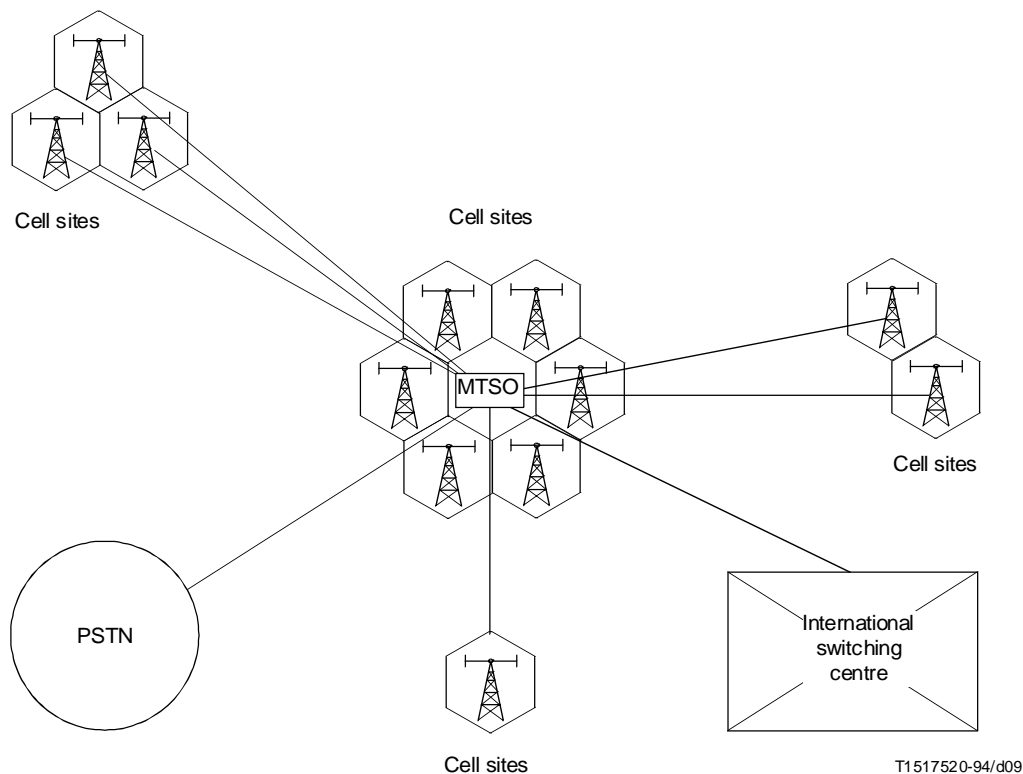 Cell sites
Cell sites
MTSO
Cell sites
PSTN
International
switching
centre
Cell sites
T1517520-94/d09